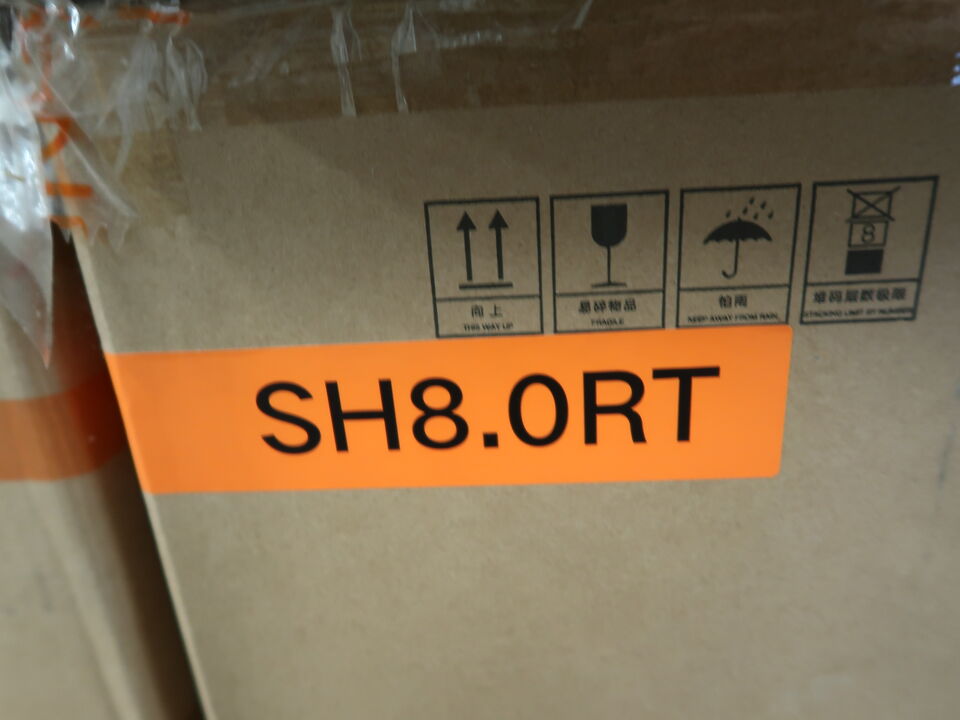 8
向上
THIS WAY UP
易碎物品
FRAGILE
怕雨
KEEP AWAY FROM RAIN
堆码层数极限
STACKING LIMIT BY NUMBER
SH8.0RT